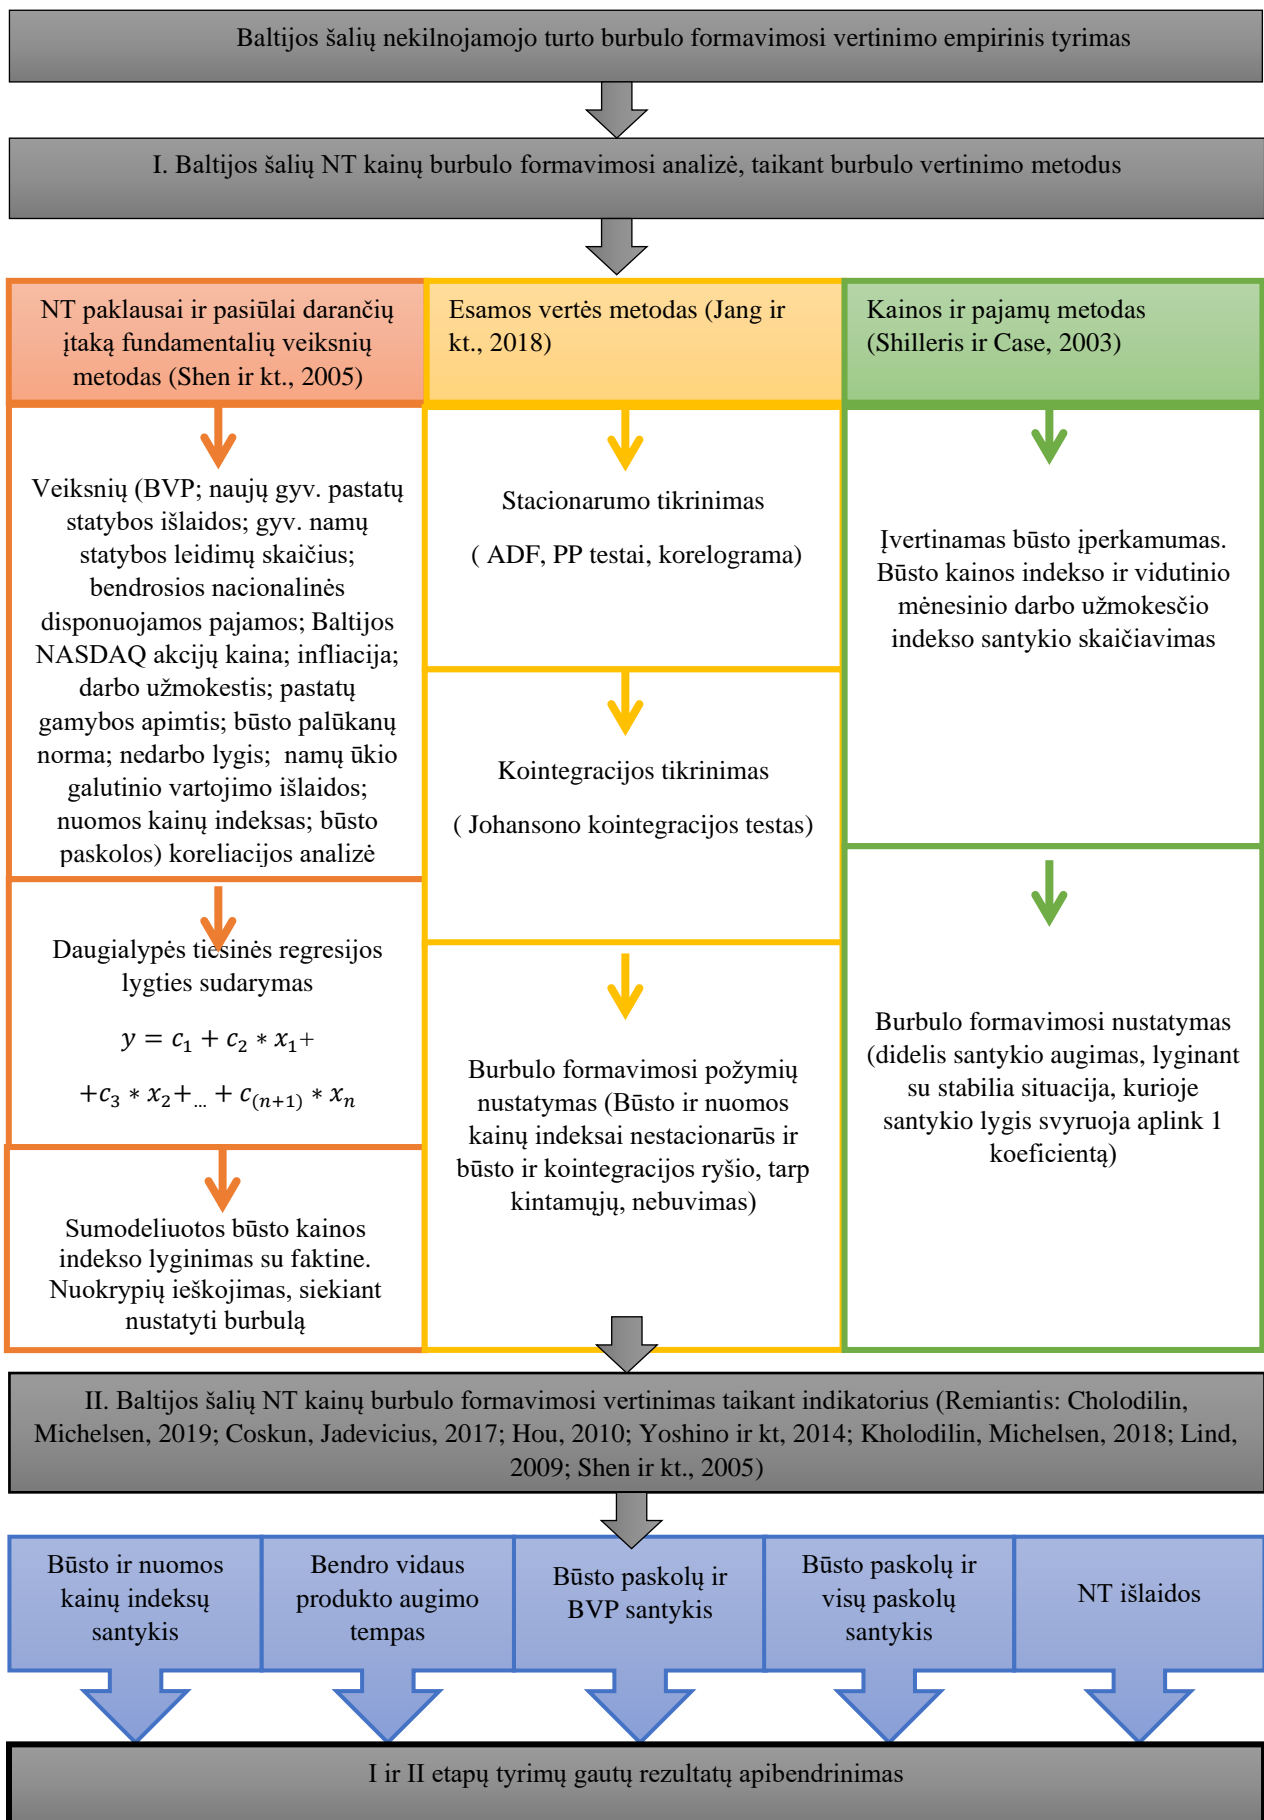 Baltijos šalių nekilnojamojo turto burbulo formavimosi vertinimo empirinis tyrimas
I. Baltijos šalių NT kainų burbulo formavimosi analizė, taikant burbulo vertinimo metodus
NT paklausai ir pasiūlai darančių
įtaką fundamentalių veiksnių
metodas (Shen ir kt., 2005)
Veiksnių (BVP; naujų gyv. pastatų
statybos išlaidos; gyv. namų
statybos leidimų skaičius;
bendrosios nacionalinės
disponuojamos pajamos; Baltijos
NASDAQ akcijų kaina; infliacija;
darbo užmokestis; pastatų
gamybos apimtis; būsto palūkanų
norma; nedarbo lygis;  namų ūkio
galutinio vartojimo išlaidos;
nuomos kainų indeksas; būsto
paskolos) koreliacijos analizė
Daugialypės tiesinės regresijos
lygties sudarymas
y = c₁ + c₂ * x₁+
+c₃ * x₂+... + c₍ₙ₊₁₎ * xₙ
Sumodeliuotos būsto kainos
indekso lyginimas su faktine.
Nuokrypių ieškojimas, siekiant
nustatyti burbulą
Esamos vertės metodas (Jang ir
kt., 2018)
Stacionarumo tikrinimas
( ADF, PP testai, korelograma)
Kointegracijos tikrinimas
( Johansono kointegracijos testas)
Burbulo formavimosi požymių
nustatymas (Būsto ir nuomos
kainų indeksai nestacionarūs ir
būsto ir kointegracijos ryšio, tarp
kintamųjų, nebuvimas)
Kainos ir pajamų metodas
(Shilleris ir Case, 2003)
Įvertinamas būsto įperkamumas.
Būsto kainos indekso ir vidutinio
mėnesinio darbo užmokesčio
indekso santykio skaičiavimas
Burbulo formavimosi nustatymas
(didelis santykio augimas, lyginant
su stabilia situacija, kurioje
santykio lygis svyruoja aplink 1
koeficientą)
II. Baltijos šalių NT kainų burbulo formavimosi vertinimas taikant indikatorius (Remiantis: Cholodilin,
Michelsen, 2019; Coskun, Jadevicius, 2017; Hou, 2010; Yoshino ir kt, 2014; Kholodilin, Michelsen, 2018; Lind,
2009; Shen ir kt., 2005)
Būsto ir nuomos
kainų indeksų
santykis
Bendro vidaus
produkto augimo
tempas
Būsto paskolų ir
BVP santykis
Būsto paskolų ir
visų paskolų
santykis
NT išlaidos
I ir II etapų tyrimų gautų rezultatų apibendrinimas